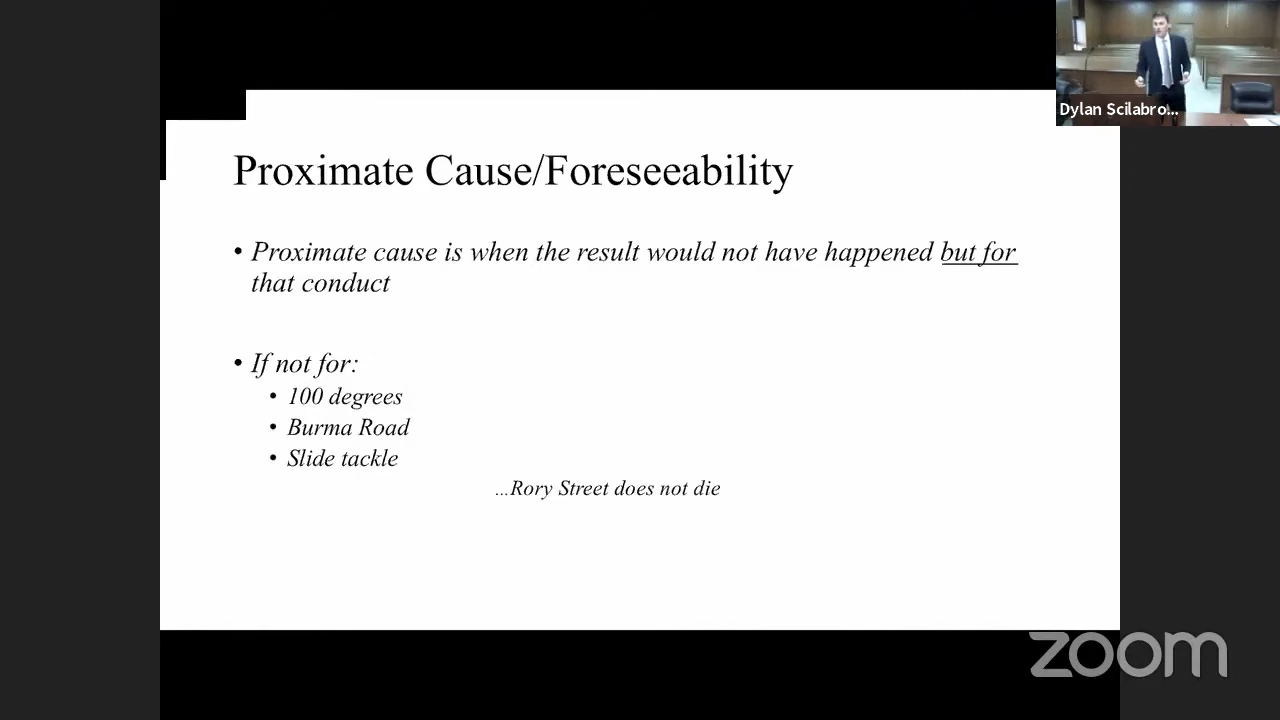 Dylan Scilabro...
Proximate Cause/Foreseeability
• Proximate cause is when the result would not have happened but for
that conduct
• If not for:
• 100 degrees
• Burma Road
• Slide tackle
...Rory Street does not die
zoom